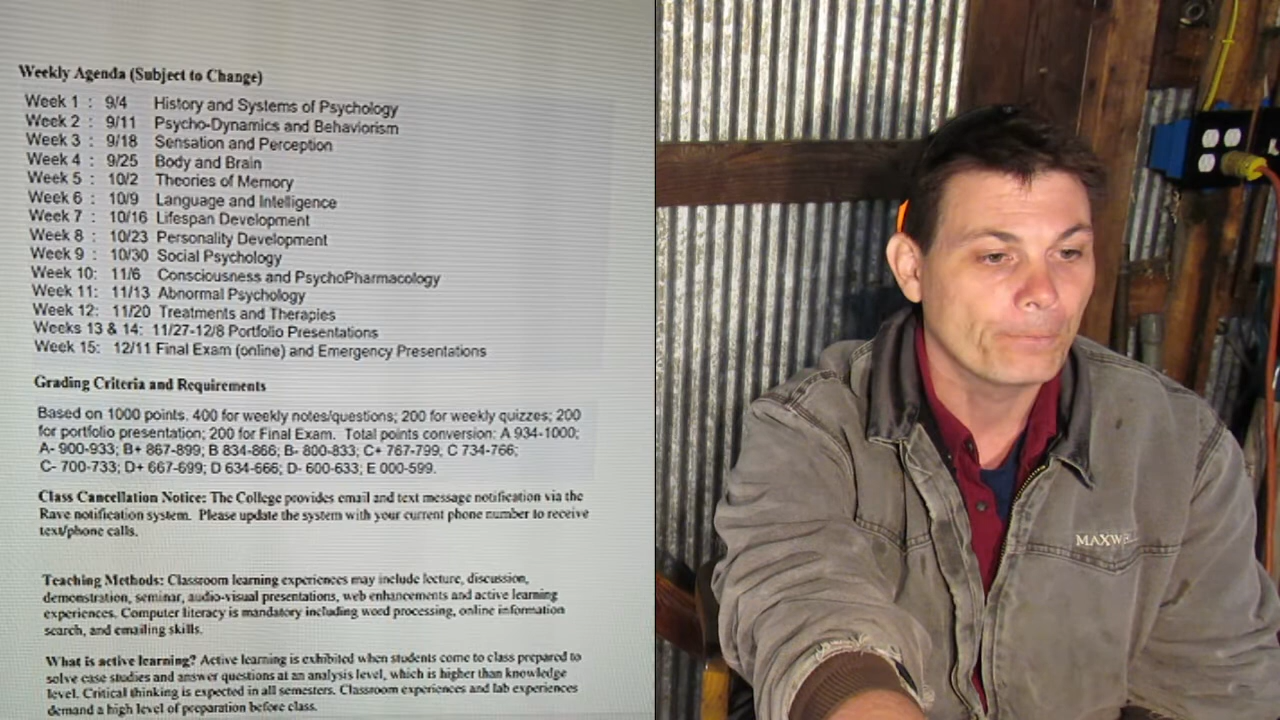 Weekly Agenda (Subject to Change)
Week 1 : 9/4 History and Systems of Psychology
Week 2 : 9/11 Psycho-Dynamics and Behaviorism
Week 3 : 9/18 Sensation and Perception
Week 4 : 9/25 Body and Brain
Week 5 : 10/2 Theories of Memory
Week 6 : 10/9 Language and Intelligence
Week 7 : 10/16 Lifespan Development
Week 8 : 10/23 Personality Development
Week 9 : 10/30 Social Psychology
Week 10: 11/6 Consciousness and PsychoPharmacology
Week 11: 11/13 Abnormal Psychology
Week 12: 11/20 Treatments and Therapies
Weeks 13 & 14: 11/27-12/8 Portfolio Presentations
Week 15: 12/11 Final Exam (online) and Emergency Presentations
Grading Criteria and Requirements
Based on 1000 points. 400 for weekly notes/questions; 200 for weekly quizzes; 200
for portfolio presentation; 200 for Final Exam. Total points conversion: A 934-1000;
A- 900-933; B+ 867-899; B 834-866; B- 800-833; C+ 767-799; C 734-766;
C- 700-733; D+ 667-699; D 634-666; D- 600-633; E 000-599.
Class Cancellation Notice: The College provides email and text message notification via the
Rave notification system. Please update the system with your current phone number to receive
text/phone calls.
Teaching Methods: Classroom learning experiences may include lecture, discussion,
demonstration, seminar, audio-visual presentations, web enhancements and active learning
experiences. Computer literacy is mandatory including word processing, online information
search, and emailing skills.
What is active learning? Active learning is exhibited when students come to class prepared to
solve case studies and answer questions at an analysis level, which is higher than knowledge
level. Critical thinking is expected in all semesters. Classroom experiences and lab experiences
demand a high level of preparation before class.